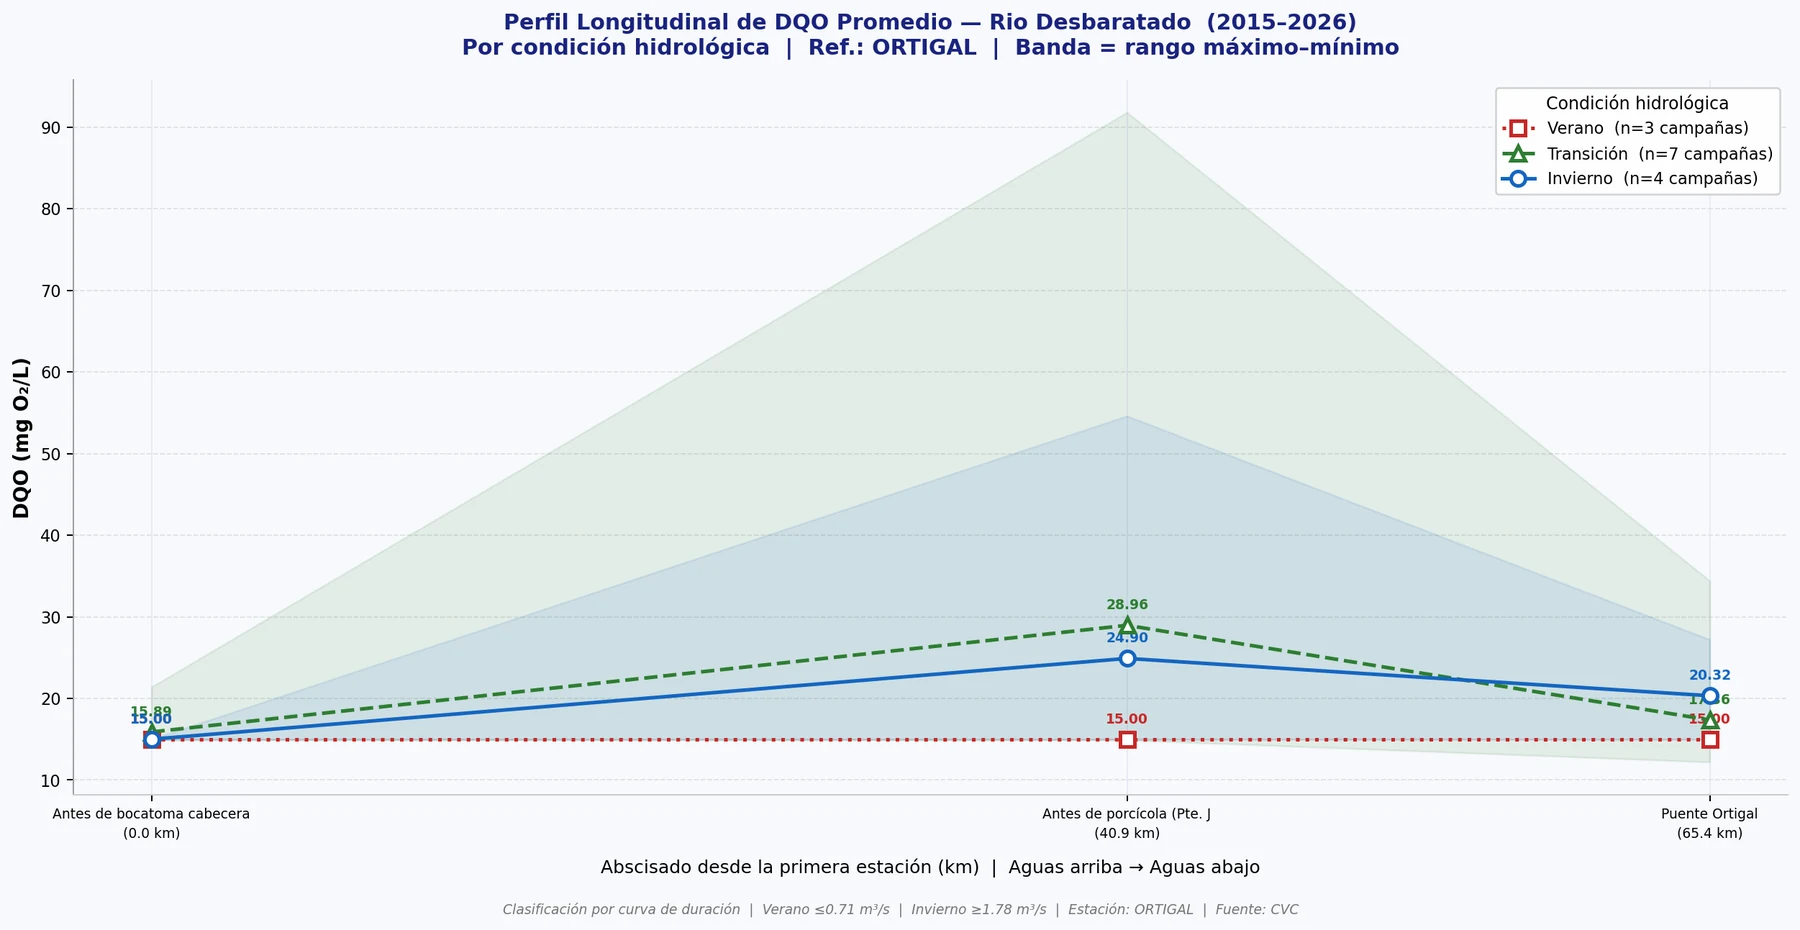 Perfil Longitudinal de DQO Promedio — Rio Desbaratado (2015–2026)
Por condición hidrológica | Ref.: ORTIGAL | Banda = rango máximo–mínimo
Condición hidrológica
Verano (n=3 campañas)
Transición (n=7 campañas)
Invierno (n=4 campañas)
DQO (mg O₂/L)
90
80
70
60
50
40
30
20
10
15.89
15.00
28.96
24.90
15.00
20.32
15.00
Antes de bocatoma cabecera
(0.0 km)
Antes de porcícola (Pte. J
(40.9 km)
Puente Ortigal
(65.4 km)
Abscisado desde la primera estación (km) | Aguas arriba → Aguas abajo
Clasificación por curva de duración | Verano ≤0.71 m³/s | Invierno ≥1.78 m³/s | Estación: ORTIGAL | Fuente: CVC